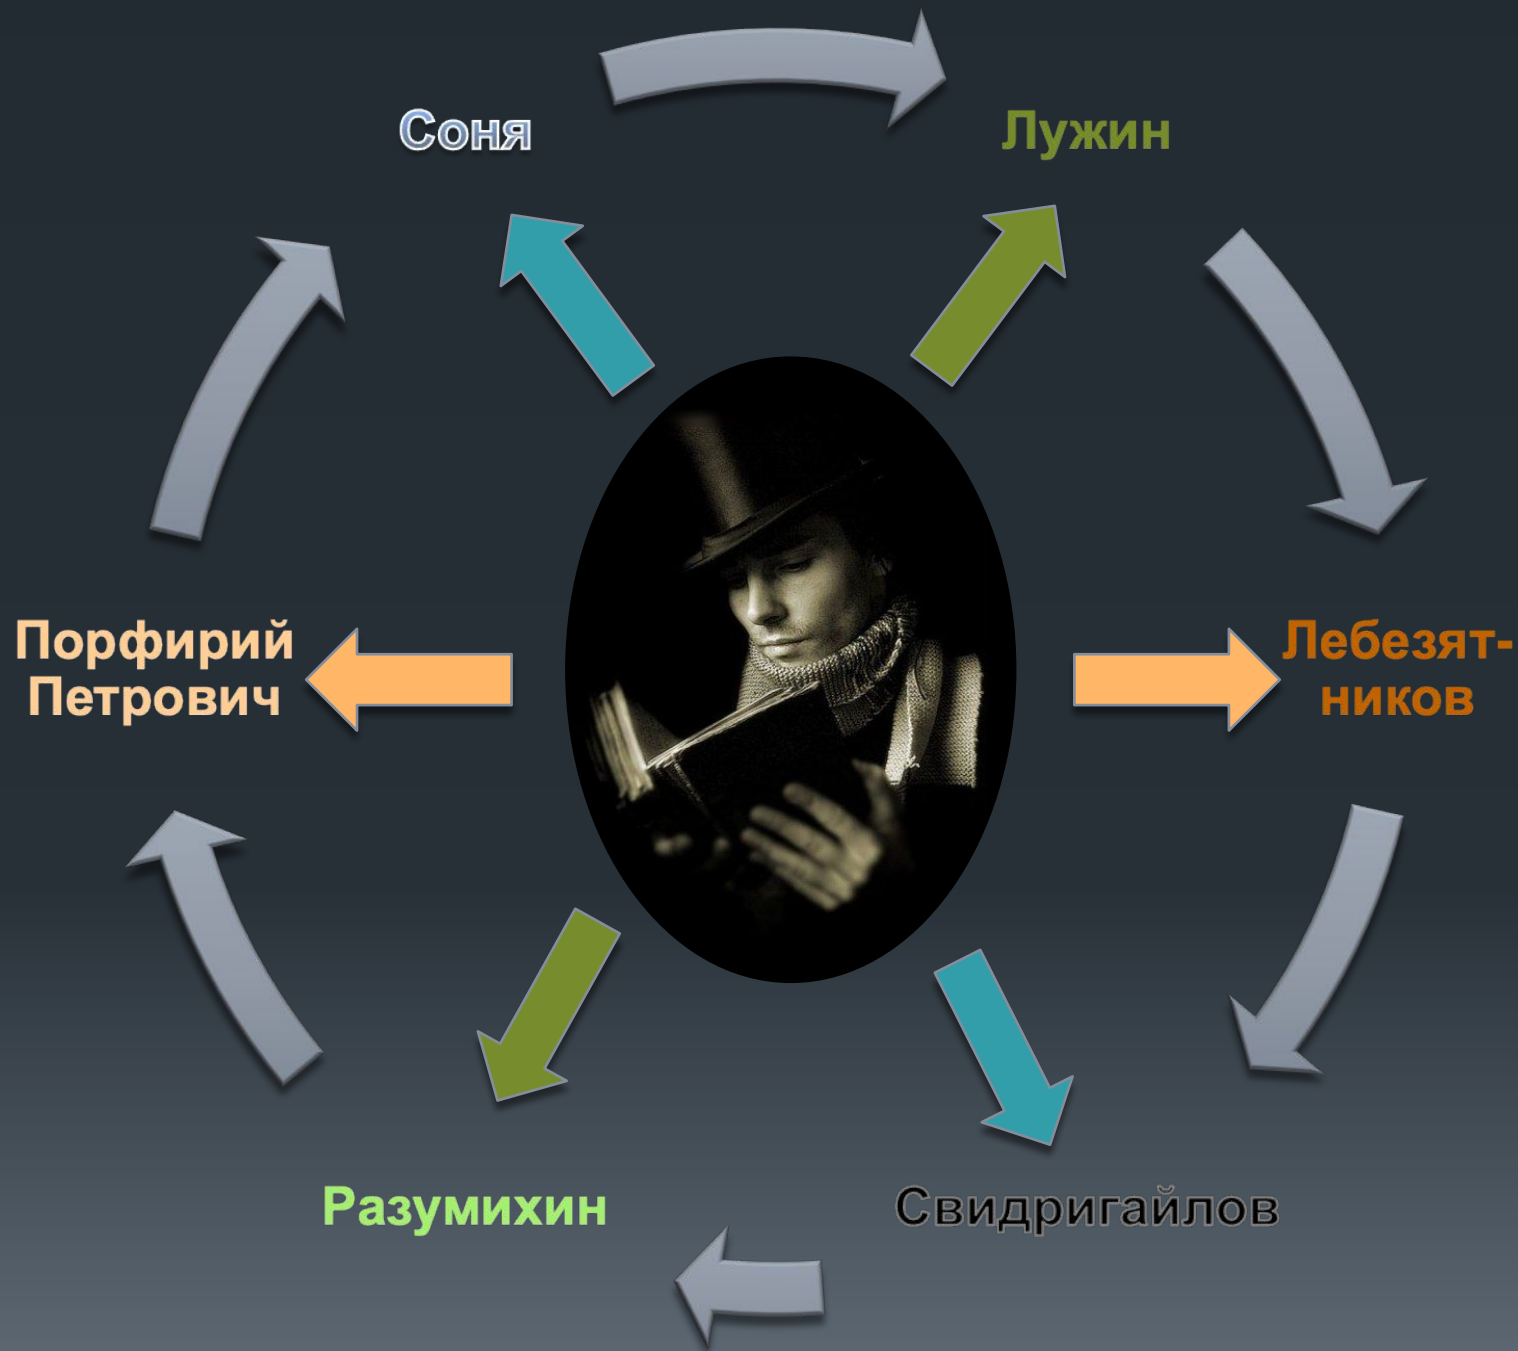 Соня
Лужин
Порфирий
Петрович
Лебезят-
ников
Разумихин
Свидригайлов